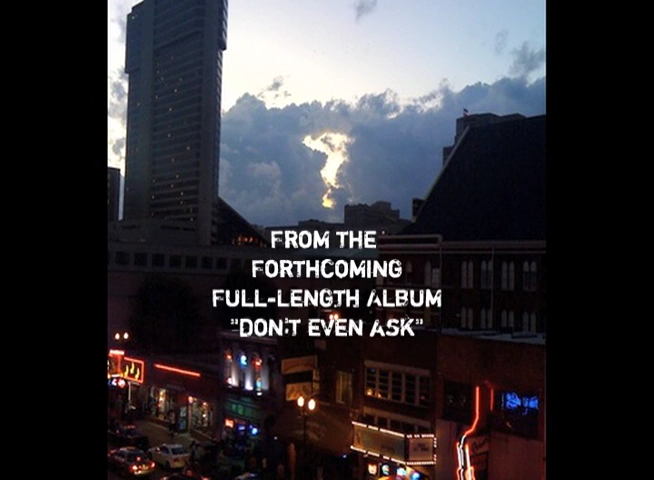 FROM THE
FORTHCOMING
FULL-LENGTH ALBUM
"DON'T EVEN ASK"